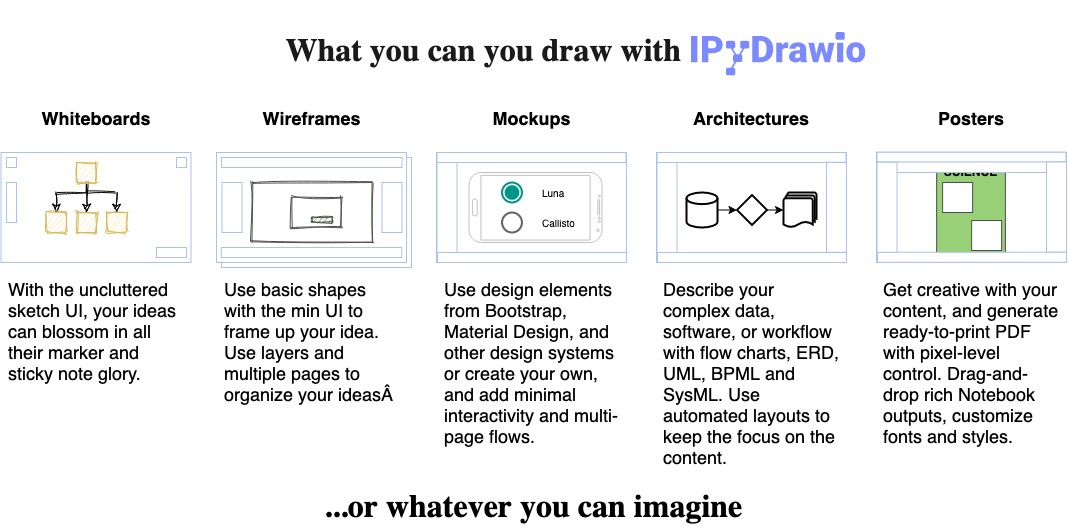 What you can you draw with IPyDrawio
Whiteboards
Wireframes
Mockups
Architectures
Posters
Luna
Callisto
SCIENCE
With the uncluttered
sketch UI, your ideas
can blossom in all
their marker and
sticky note glory.
Use basic shapes
with the min UI to
frame up your idea.
Use layers and
multiple pages to
organize your ideasÂ
Use design elements
from Bootstrap,
Material Design, and
other design systems
or create your own,
and add minimal
interactivity and multi-
page flows.
Describe your
complex data,
software, or workflow
with flow charts, ERD,
UML, BPML and
SysML. Use
automated layouts to
keep the focus on the
content.
Get creative with your
content, and generate
ready-to-print PDF
with pixel-level
control. Drag-and-
drop rich Notebook
outputs, customize
fonts and styles.
...or whatever you can imagine